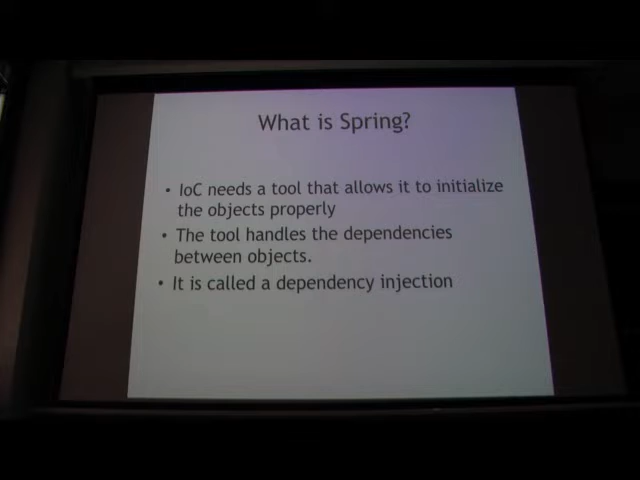 What is Spring?
• IoC needs a tool that allows it to initialize
the objects properly
• The tool handles the dependencies
between objects.
• It is called a dependency injection